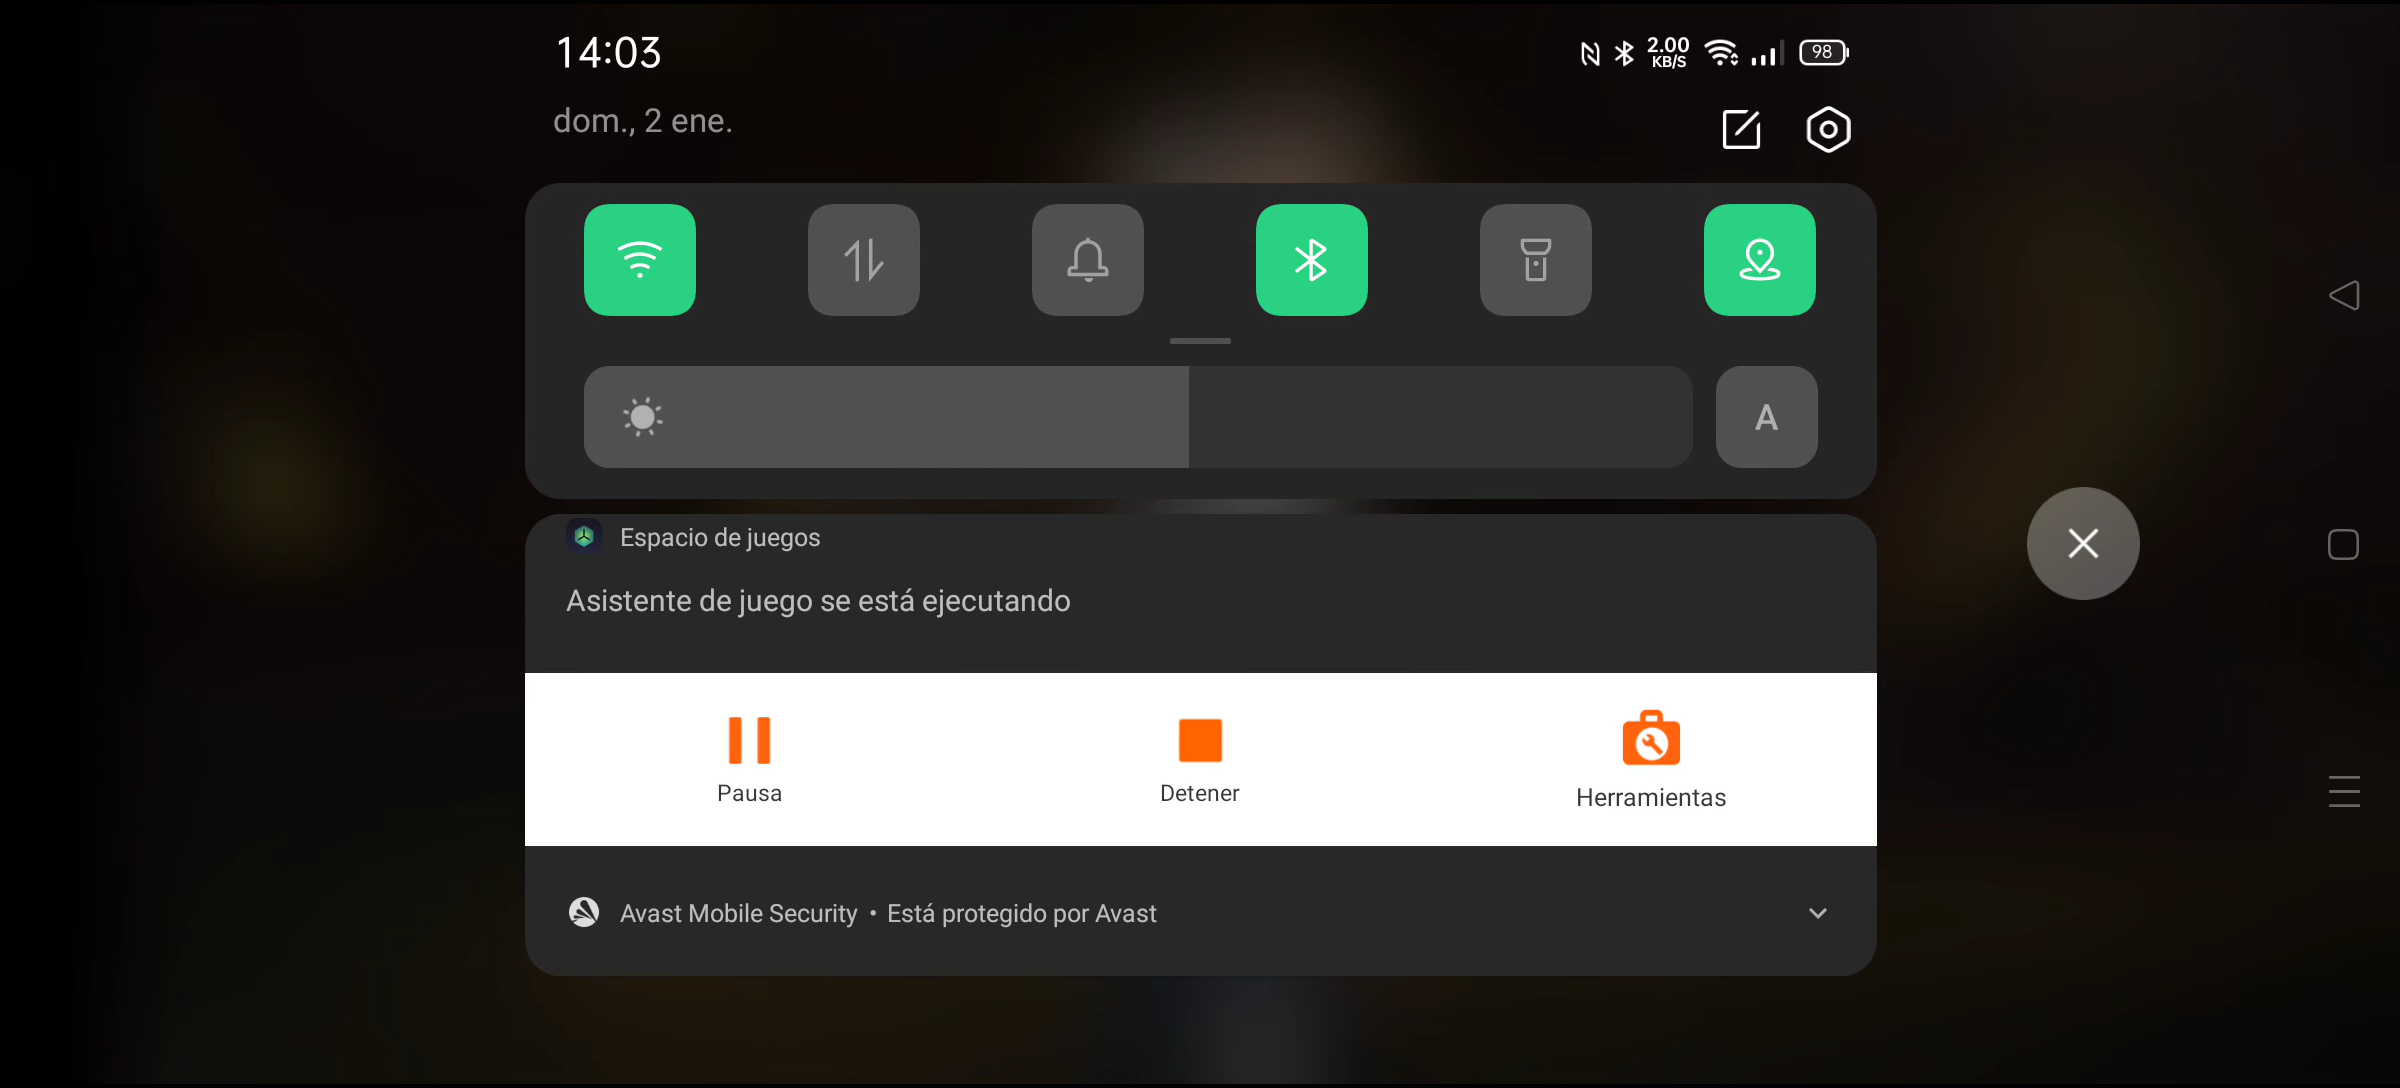 14:03
2.00
KB/S
98
dom., 2 ene.
A
Espacio de juegos
Asistente de juego se está ejecutando
Pausa
Detener
Herramientas
Avast Mobile Security • Está protegido por Avast